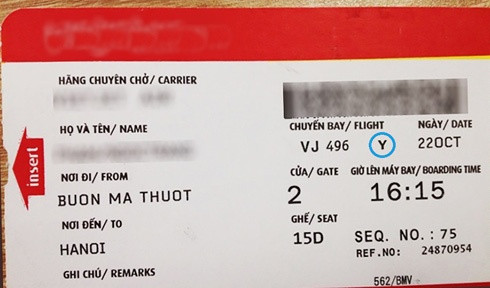 HÃNG CHUYÊN CHỞ/ CARRIER
HỌ VÀ TÊN/ NAME
insert
NƠI ĐI/ FROM
BUON MA THUOT
NƠI ĐẾN/ TO
HANOI
GHI CHÚ/ REMARKS
CHUYẾN BAY/ FLIGHT NGÀY/ DATE
VJ 496 Y 22OCT
CỬA/ GATE GIỜ LÊN MÁY BAY/ BOARDING TIME
2 16:15
GHẾ/ SEAT
15D SEQ. NO.: 75
REF.NO: 24870954
562/BMV